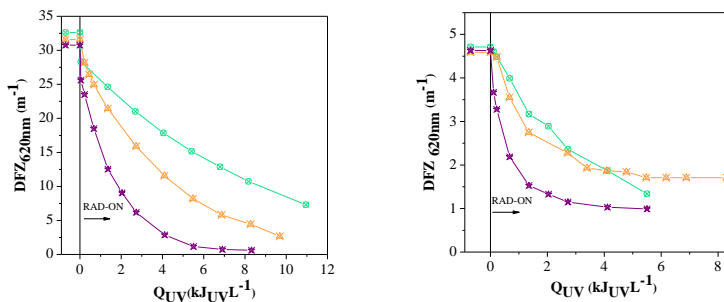 35
30
25
20
15
10
5
0
DFZ620nm (m-1)
RAD-ON
0 2 4 6 8 10 12
QUV(kJUVL-1)
5
4
3
2
1
0
DFZ 620nm (m-1)
RAD-ON
0 2 4 6 8
QUV (kJUVL-1)